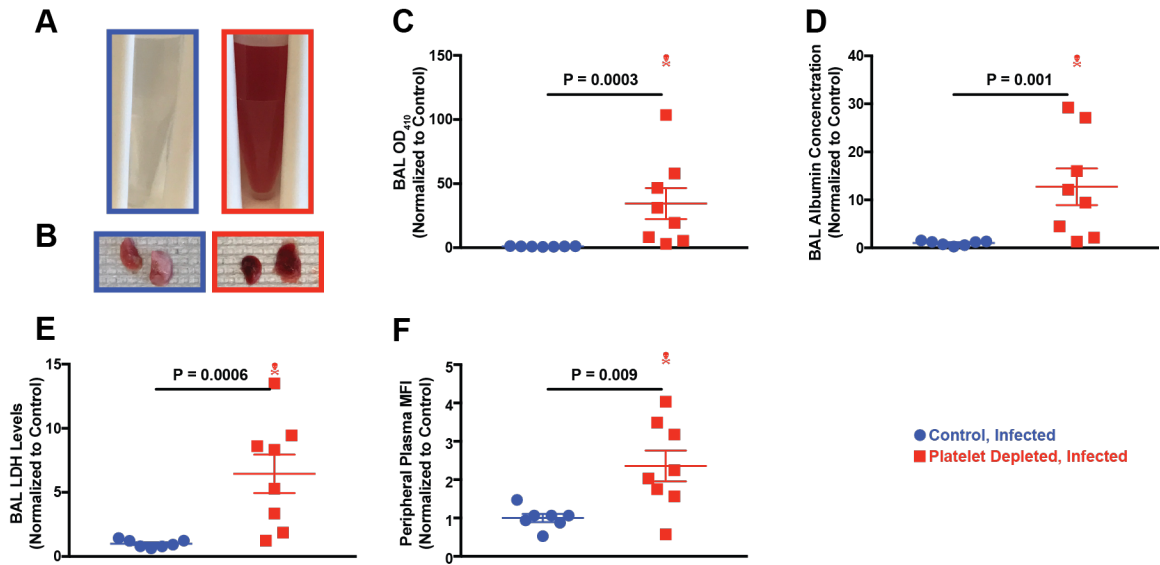 A
B
C
BAL OD410
(Normalized to Control)
150
100
50
0
P = 0.0003
D
BAL Albumin Concenctration
(Normalized to Control)
40
30
20
10
0
P = 0.001
E
BAL LDH Levels
(Normalized to Control)
15
10
5
0
P = 0.0006
F
Peripheral Plasma MFI
(Normalized to Control)
5
4
3
2
1
0
P = 0.009
Control, Infected
Platelet Depleted, Infected